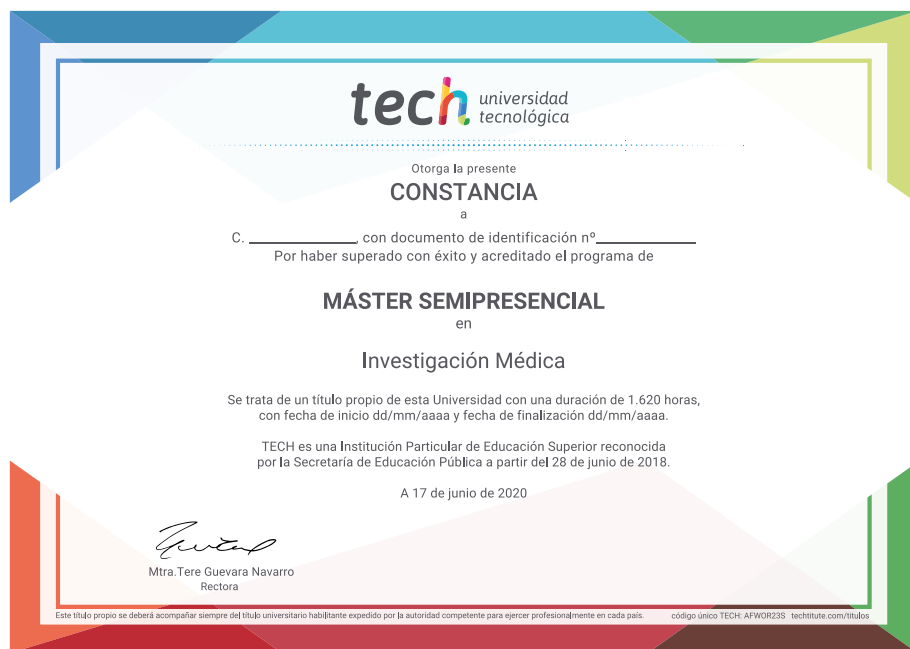 tech universidad
tecnológica
Otorga la presente
CONSTANCIA
a
C. ____________, con documento de identificación nº____________
Por haber superado con éxito y acreditado el programa de
MÁSTER SEMIPRESENCIAL
en
Investigación Médica
Se trata de un título propio de esta Universidad con una duración de 1.620 horas,
con fecha de inicio dd/mm/aaaa y fecha de finalización dd/mm/aaaa.
TECH es una Institución Particular de Educación Superior reconocida
por la Secretaría de Educación Pública a partir del 28 de junio de 2018.
A 17 de junio de 2020
Mtra.Tere Guevara Navarro
Rectora
Este título propio se deberá acompañar siempre del título universitario habilitante expedido por la autoridad competente para ejercer profesionalmente en cada país. código único TECH: AFWOR23S techtitute.com/titulos